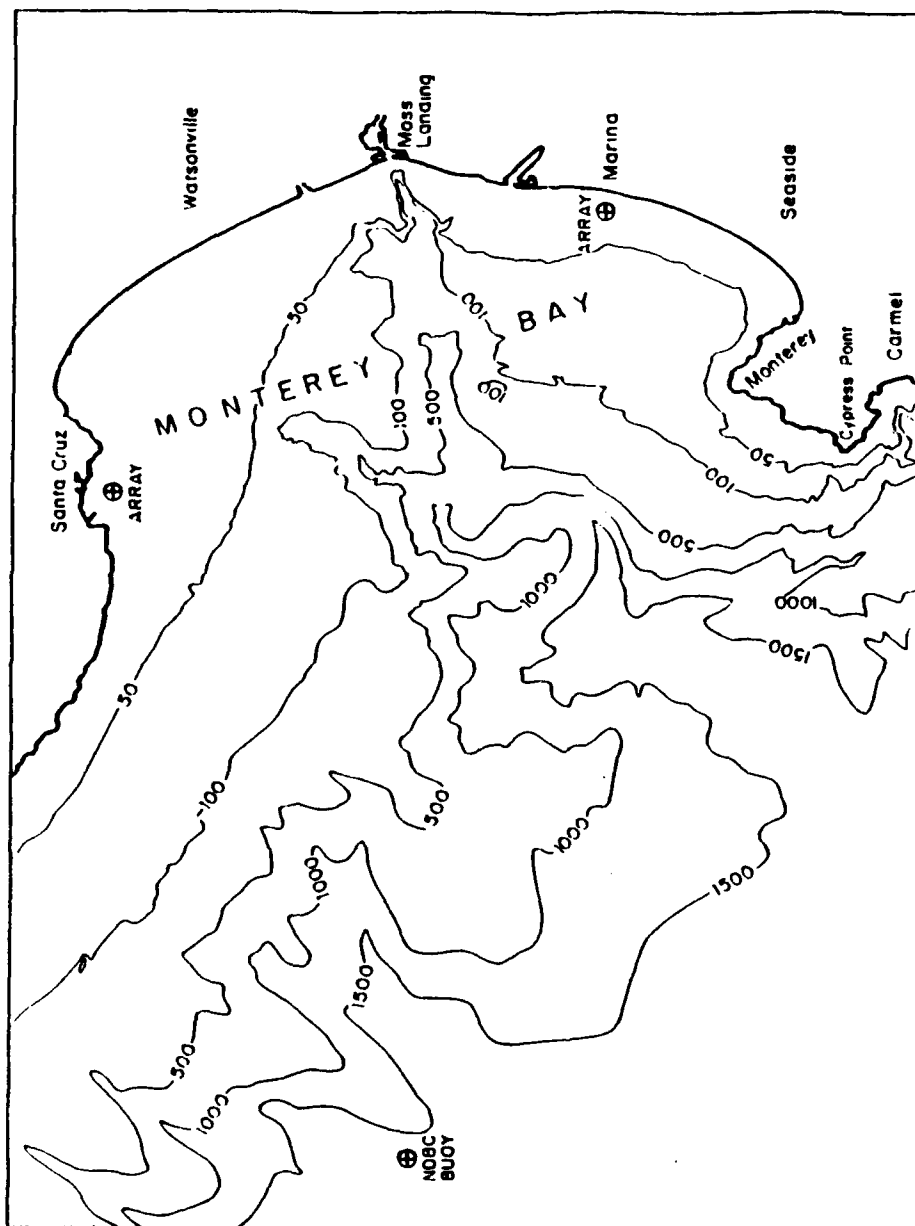 Watsonville
Moss
Landing
Marina
Seaside
Santa Cruz
ARRAY
ARRAY
MONTEREY
BAY
Monterey
Cypress Point
Carmel
50
100
100
100
500
50
100
500
1000
1500
50
-100
500
1000
1000
1500
1000
1500
500
1000
NOBC
BUOY